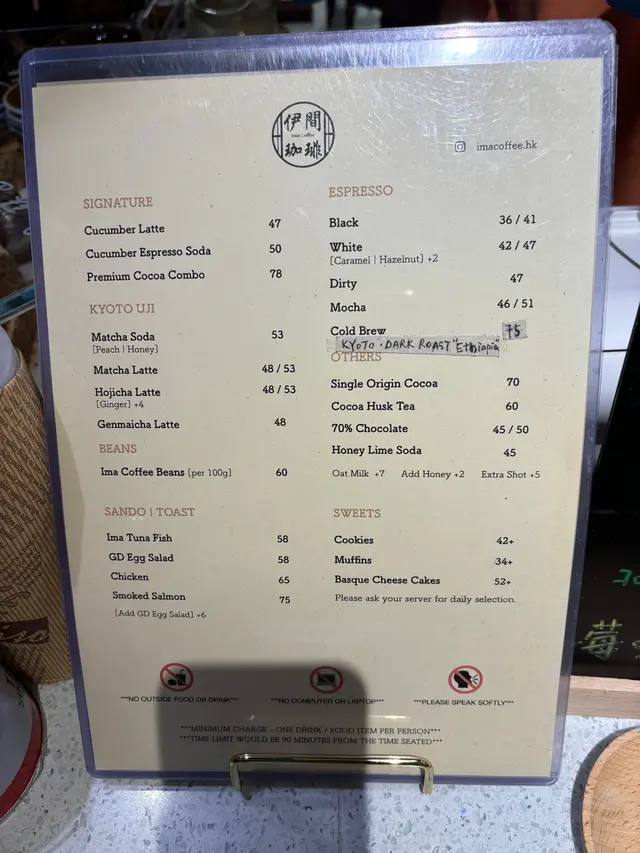 伊間
Ima Coffee
珈琲
imacoffee.hk
SIGNATURE
Cucumber Latte 47
Cucumber Espresso Soda 50
Premium Cocoa Combo 78
KYOTO UJI
Matcha Soda 53
[Peach | Honey]
Matcha Latte 48 / 53
Hojicha Latte 48 / 53
[Ginger] +4
Genmaicha Latte 48
BEANS
Ima Coffee Beans [per 100g] 60
SANDO | TOAST
Ima Tuna Fish 58
GD Egg Salad 58
Chicken 65
Smoked Salmon 75
[Add GD Egg Salad] +6
ESPRESSO
Black 36 / 41
White 42 / 47
[Caramel | Hazelnut] +2
Dirty 47
Mocha 46 / 51
Cold Brew 75
KYOTO · DARK ROAST "Ethiopia"
OTHERS
Single Origin Cocoa 70
Cocoa Husk Tea 60
70% Chocolate 45 / 50
Honey Lime Soda 45
Oat Milk +7 Add Honey +2 Extra Shot +5
SWEETS
Cookies 42+
Muffins 34+
Basque Cheese Cakes 52+
Please ask your server for daily selection.
***NO OUTSIDE FOOD OR DRINK***
***NO COMPUTER OR LAPTOP***
***PLEASE SPEAK SOFTLY***
***MINIMUM CHARGE - ONE DRINK / FOOD ITEM PER PERSON***
***TIME LIMIT WOULD BE 90 MINUTES FROM THE TIME SEATED***
莓